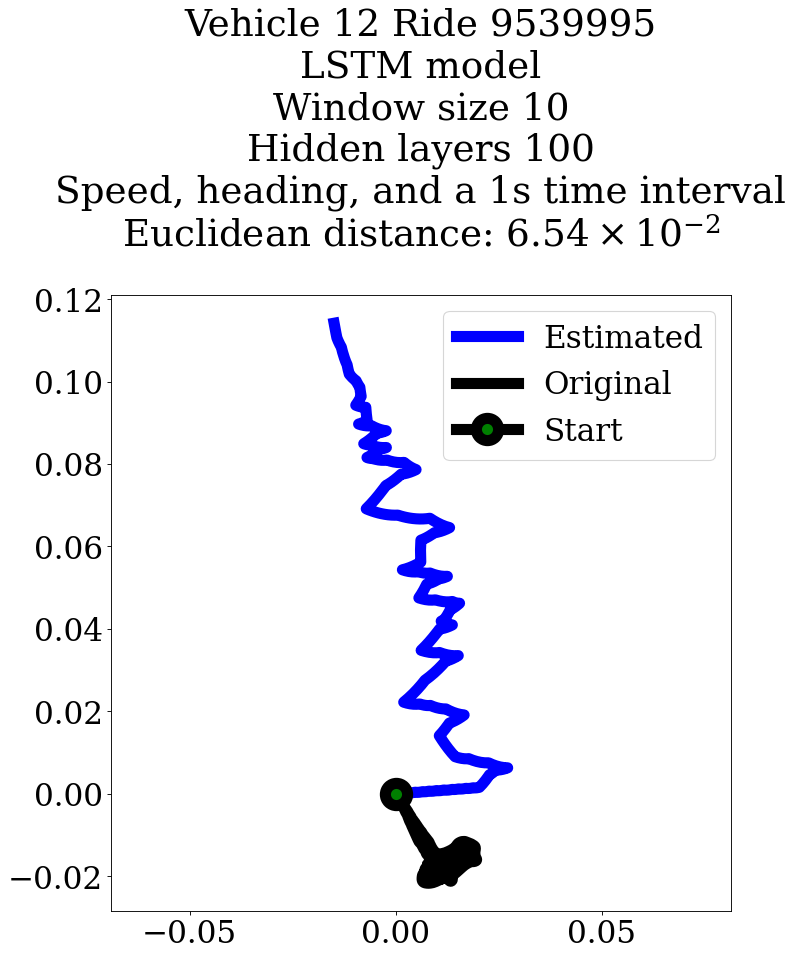 Vehicle 12 Ride 9539995
LSTM model
Window size 10
Hidden layers 100
Speed, heading, and a 1s time interval
Euclidean distance: 6.54 × 10⁻²
0.12
0.10
0.08
0.06
0.04
0.02
0.00
−0.02
Estimated
Original
Start
−0.05
0.00
0.05